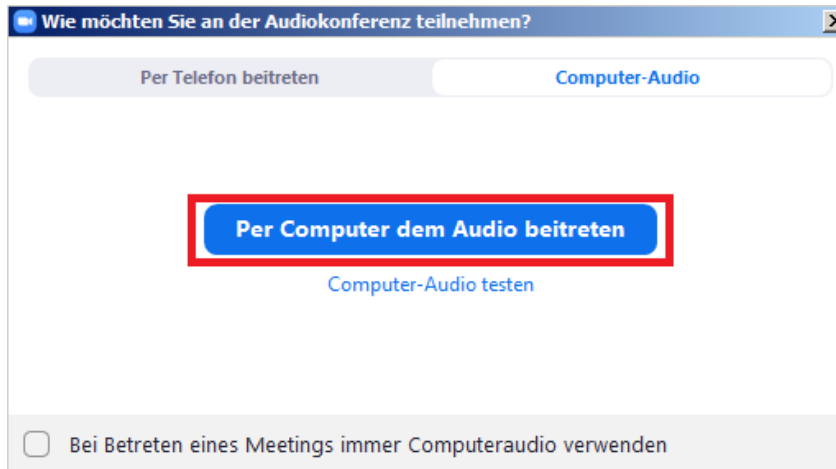 Wie möchten Sie an der Audiokonferenz teilnehmen?
Per Telefon beitreten
Computer-Audio
Per Computer dem Audio beitreten
Computer-Audio testen
Bei Betreten eines Meetings immer Computeraudio verwenden